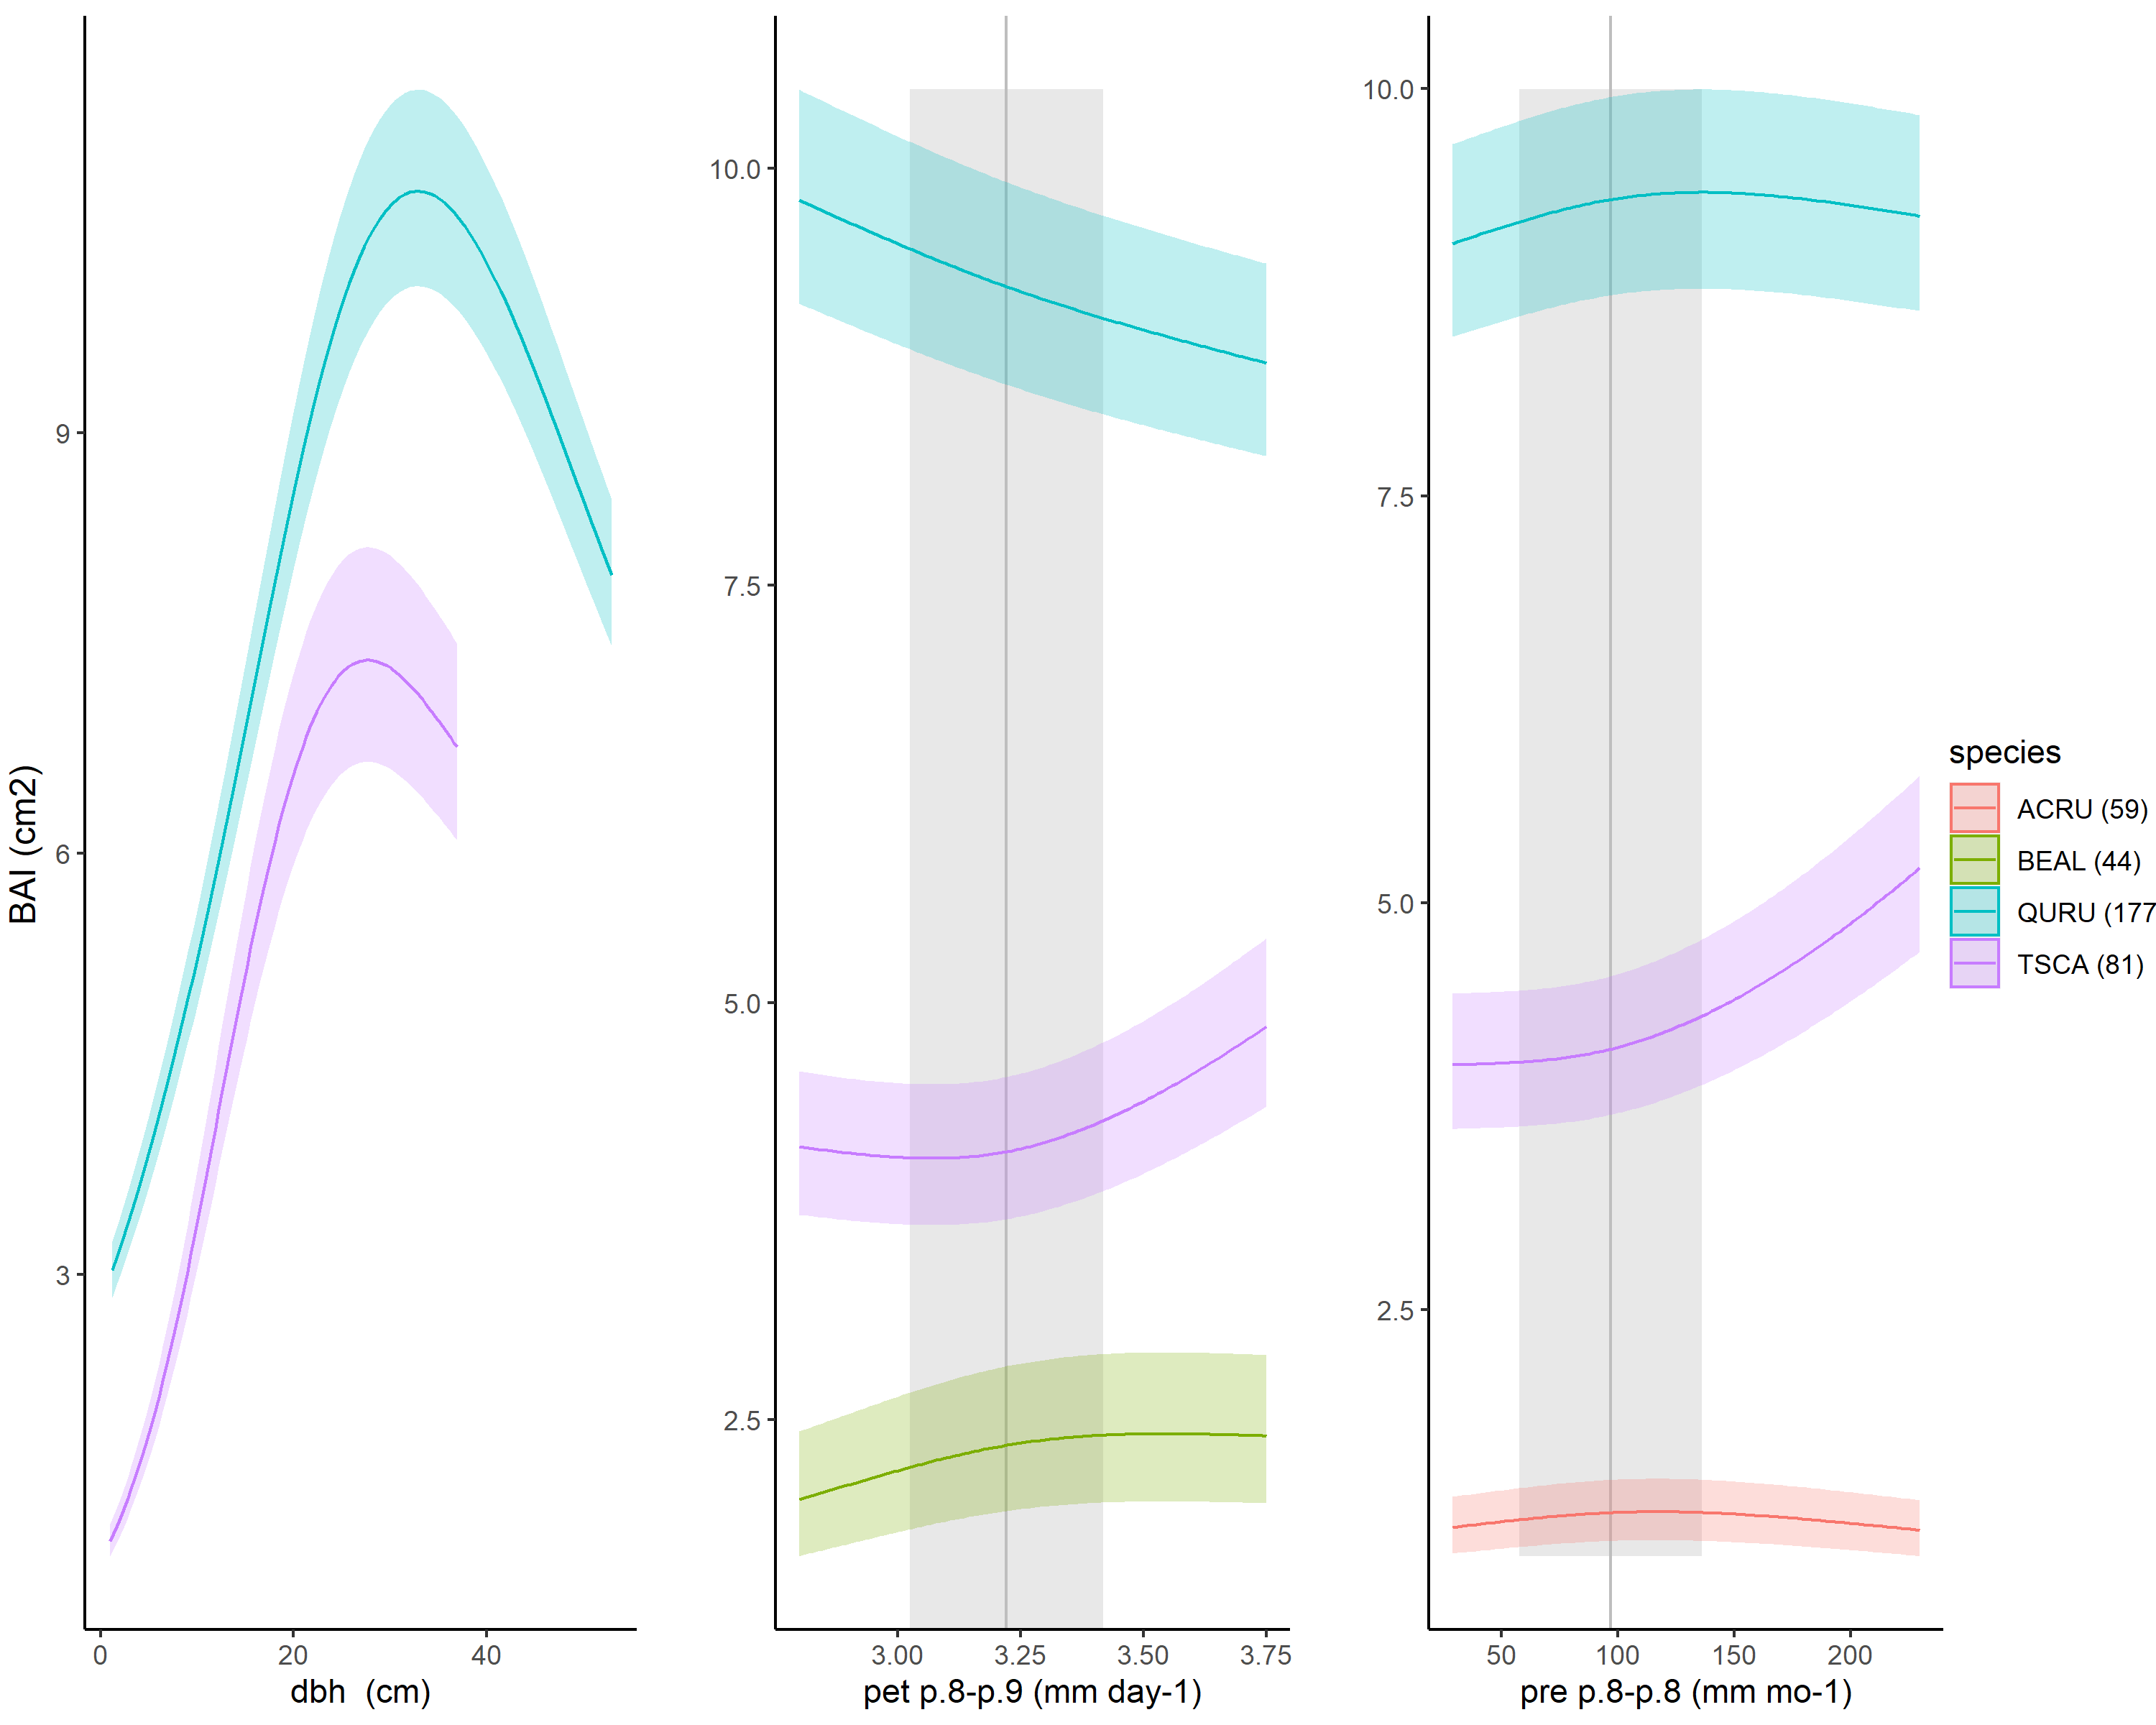 BAI (cm2)
9
6
3
0
20
40
dbh  (cm)
10.0
7.5
5.0
2.5
3.00
3.25
3.50
3.75
pet p.8-p.9 (mm day-1)
10.0
7.5
5.0
2.5
50
100
150
200
pre p.8-p.8 (mm mo-1)
species
ACRU (59)
BEAL (44)
QURU (177
TSCA (81)